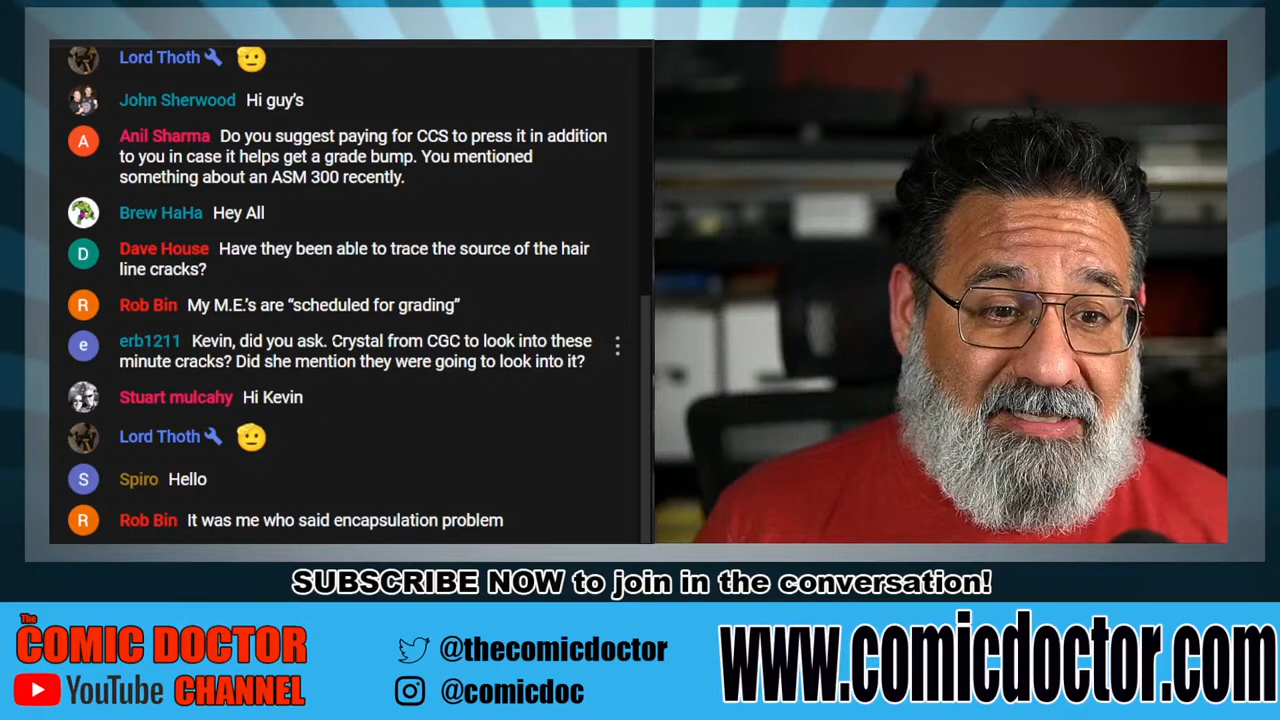 Lord Thoth
John Sherwood Hi guy's
A
Anil Sharma Do you suggest paying for CCS to press it in addition
to you in case it helps get a grade bump. You mentioned
something about an ASM 300 recently.
Brew HaHa Hey All
D
Dave House Have they been able to trace the source of the hair
line cracks?
R
Rob Bin My M.E.'s are “scheduled for grading”
e
erb1211 Kevin, did you ask. Crystal from CGC to look into these
minute cracks? Did she mention they were going to look into it?
Stuart mulcahy Hi Kevin
Lord Thoth
S
Spiro Hello
R
Rob Bin It was me who said encapsulation problem
SUBSCRIBE NOW to join in the conversation!
The
COMIC DOCTOR
YouTube CHANNEL
@thecomicdoctor
@comicdoc
www.comicdoctor.com